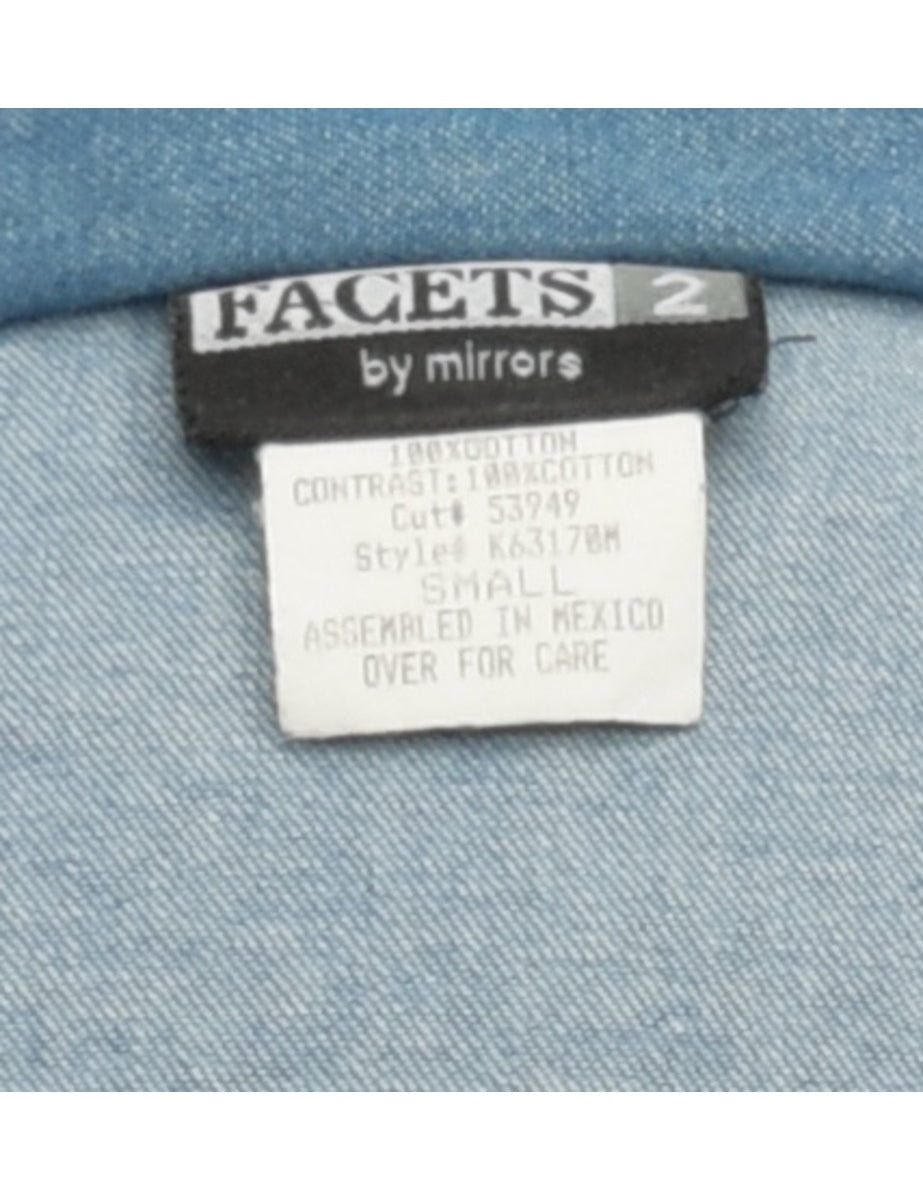 FACETS 2
by mirrors
100%COTTON
CONTRAST:100%COTTON
Cut# 53949
Style# K63170M
SMALL
ASSEMBLED IN MEXICO
OVER FOR CARE